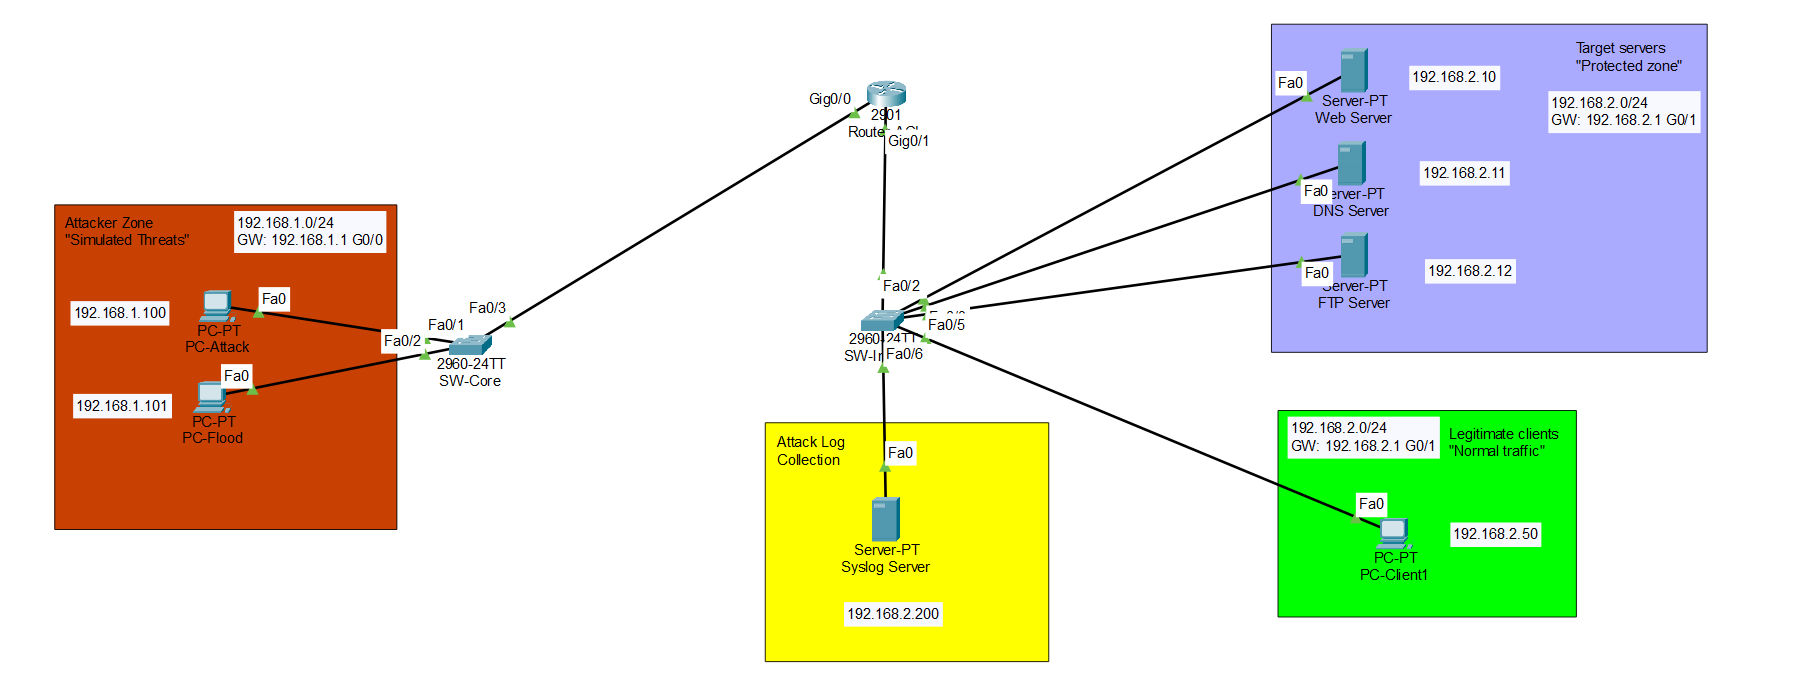 Target servers
"Protected zone"
192.168.2.0/24
GW: 192.168.2.1 G0/1
Fa0
192.168.2.10
Server-PT
Web Server
192.168.2.11
Fa0
erver-PT
DNS Server
192.168.2.12
Fa0
Server-PT
FTP Server
Gig0/0
2901
Gig0/1
Attacker Zone
"Simulated Threats"
192.168.1.0/24
GW: 192.168.1.1 G0/0
192.168.1.100
Fa0
PC-PT
PC-Attack
Fa0/3
Fa0/1
Fa0/2
2960-24TT
SW-Core
192.168.1.101
Fa0
PC-PT
PC-Flood
Fa0/2
Fa0/5
2960-24TT
Fa0/6
Attack Log
Collection
Fa0
Server-PT
Syslog Server
192.168.2.200
192.168.2.0/24
GW: 192.168.2.1 G0/1
Legitimate clients
"Normal traffic"
Fa0
192.168.2.50
PC-PT
PC-Client1